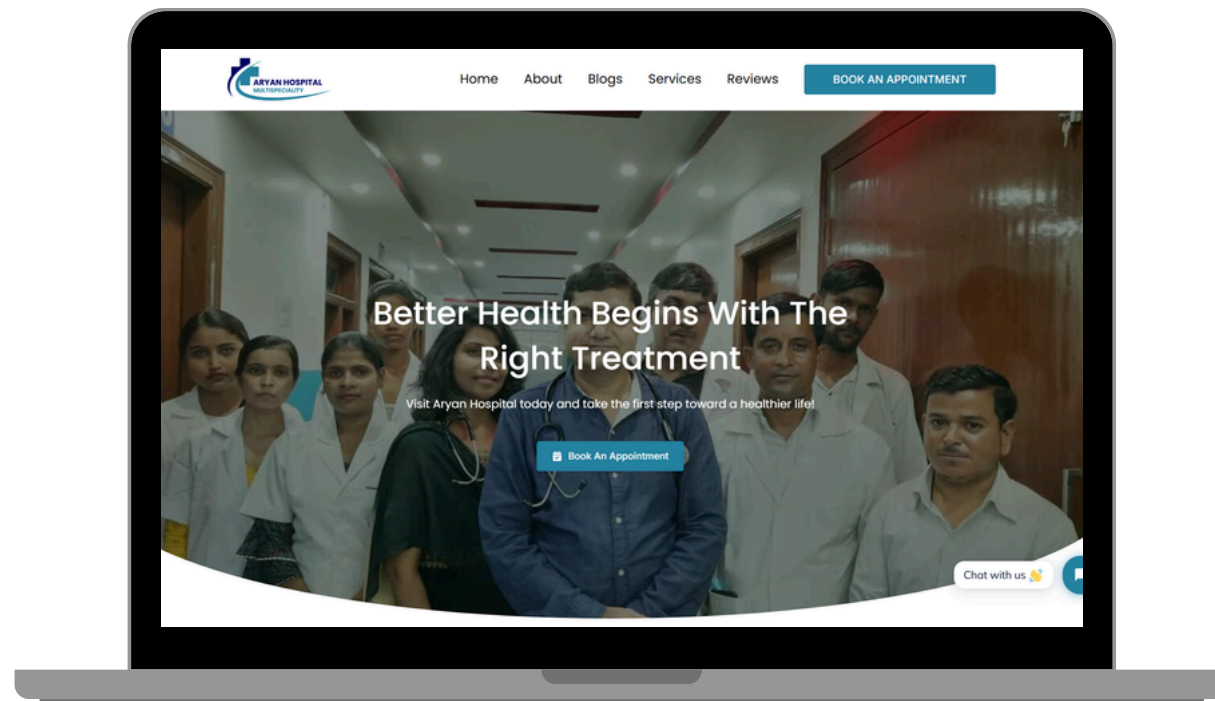 ARYAN HOSPITAL
MULTISPECIALITY
Home About Blogs Services Reviews BOOK AN APPOINTMENT
Better Health Begins With The
Right Treatment
Visit Aryan Hospital today and take the first step toward a healthier life!
Book An Appointment
Chat with us 👋